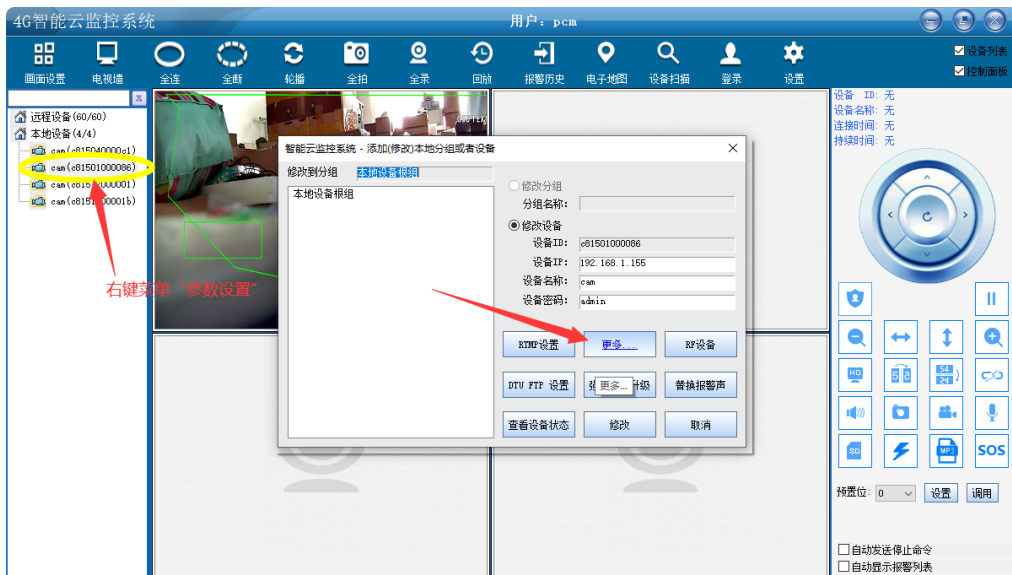 4G智能云监控系统
用户：pcm
画面设置 电视墙 全连 全断 轮播 全拍 全录 回放 报警历史 电子地图 设备扫描 登录 设置
设备列表
控制面板
远程设备(60/60)
本地设备(4/4)
cam(c815040000c1)
cam(c81501000086)
右键菜单 “参数设置”
智能云监控系统 - 添加(修改)本地分组或者设备
修改到分组 本地设备根组
本地设备根组
修改分组
分组名称：
修改设备
设备ID： c81501000086
设备IP： 192.168.1.155
设备名称： cam
设备密码： admin
RTMP设置 更多... RF设备
DTU FTP 设置 升级 替换报警声
更多...
查看设备状态 修改 取消
设备 ID: 无
设备名称: 无
连接时间: 无
持续时间: 无
HD
SD MP3 SOS
预置位: 0 设置 调用
自动发送停止命令
自动显示报警列表